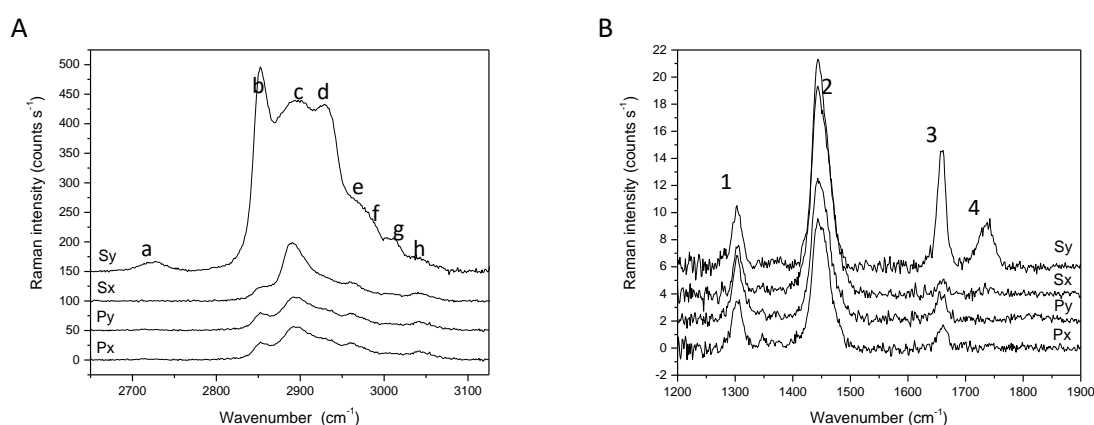 A
B
500
450
400
350
300
250
200
150
100
50
0
Raman intensity (counts s⁻¹)
a
b
c
d
e
f
g
h
Sy
Sx
Py
Px
2700
2800
2900
3000
3100
Wavenumber (cm⁻¹)
22
20
18
16
14
12
10
8
6
4
2
0
-2
Raman intensity (counts s⁻¹)
1
2
3
4
Sy
Sx
Py
Px
1200
1300
1400
1500
1600
1700
1800
1900
Wavenumber (cm⁻¹)